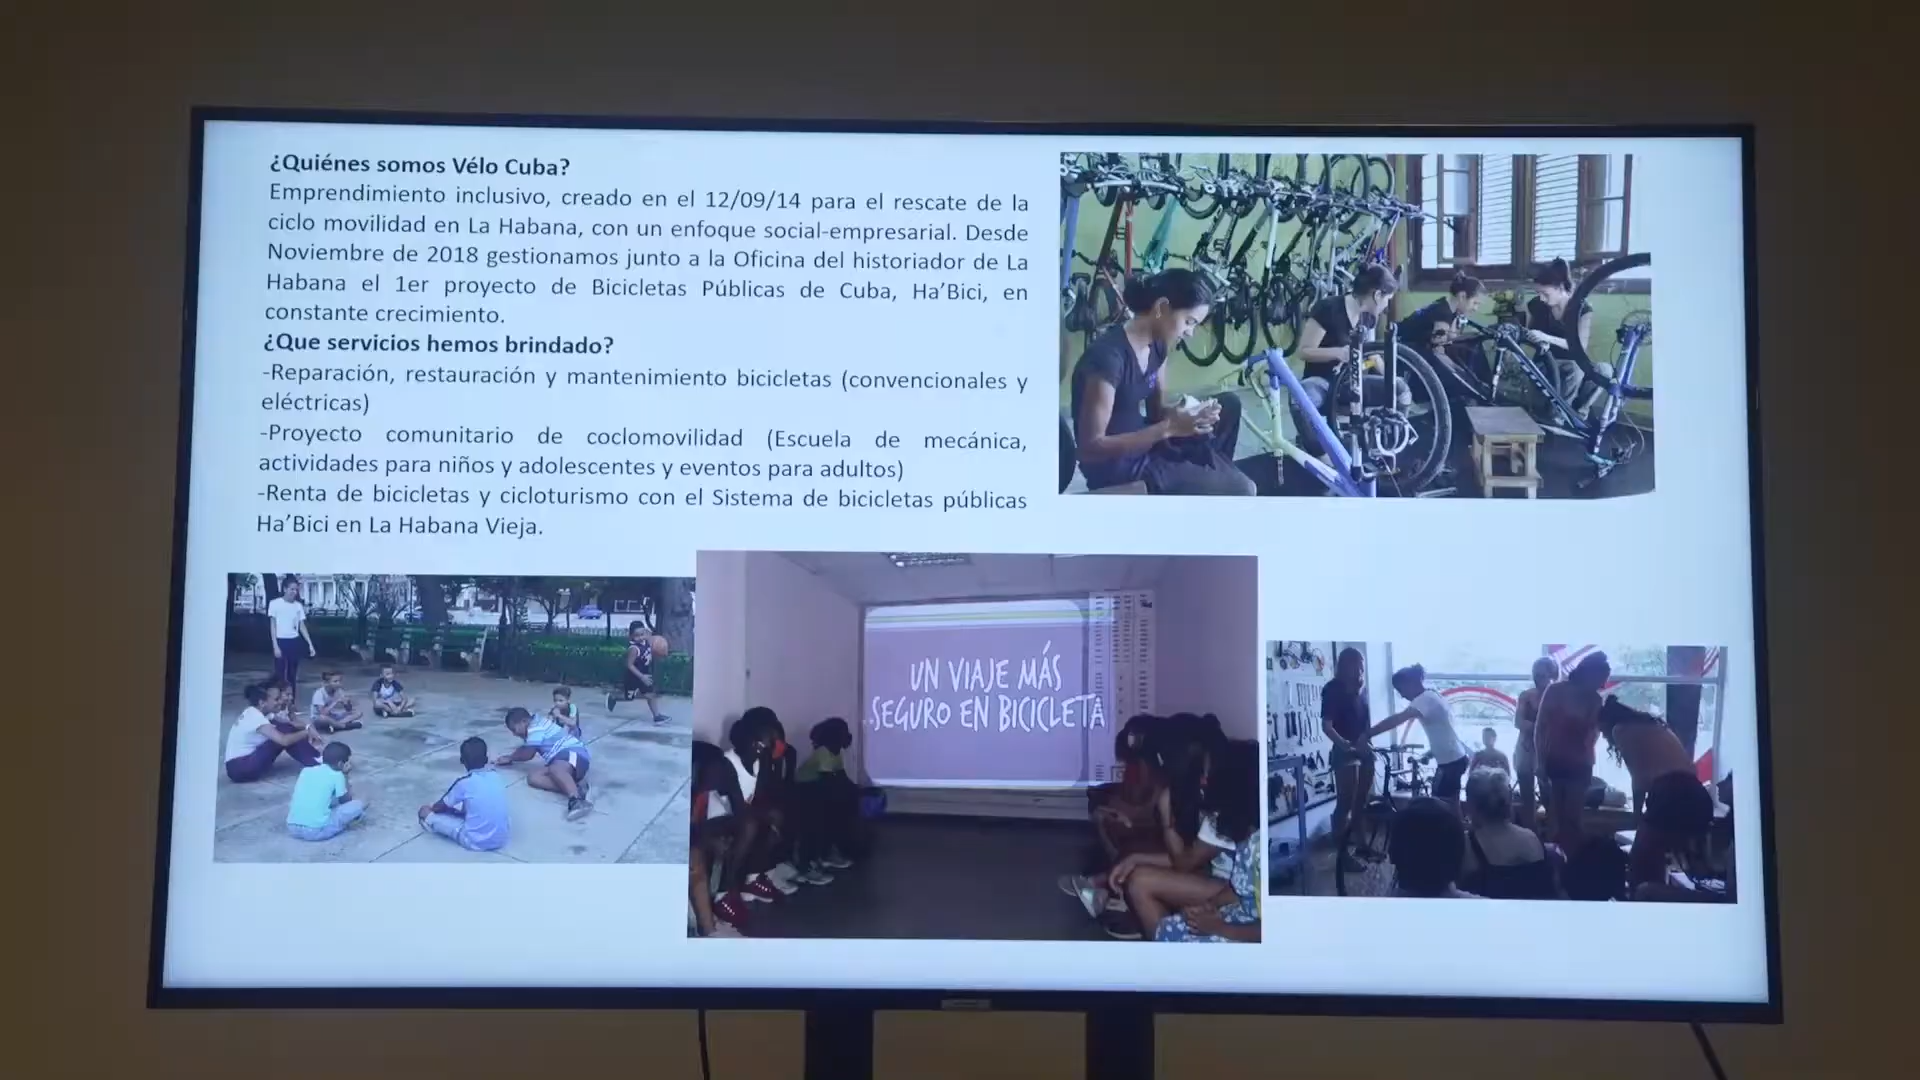 ¿Quiénes somos Vélo Cuba?
Emprendimiento inclusivo, creado en el 12/09/14 para el rescate de la
ciclo movilidad en La Habana, con un enfoque social-empresarial. Desde
Noviembre de 2018 gestionamos junto a la Oficina del historiador de La
Habana el 1er proyecto de Bicicletas Públicas de Cuba, Ha’Bici, en
constante crecimiento.
¿Que servicios hemos brindado?
-Reparación, restauración y mantenimiento bicicletas (convencionales y
eléctricas)
-Proyecto comunitario de coclomovilidad (Escuela de mecánica,
actividades para niños y adolescentes y eventos para adultos)
-Renta de bicicletas y cicloturismo con el Sistema de bicicletas públicas
Ha’Bici en La Habana Vieja.
UN VIAJE MÁS
SEGURO EN BICICLETA